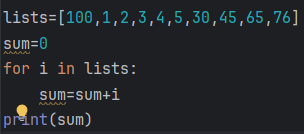 lists=[100,1,2,3,4,5,30,45,65,76]
sum=0
for i in lists:
    sum=sum+i
print(sum)